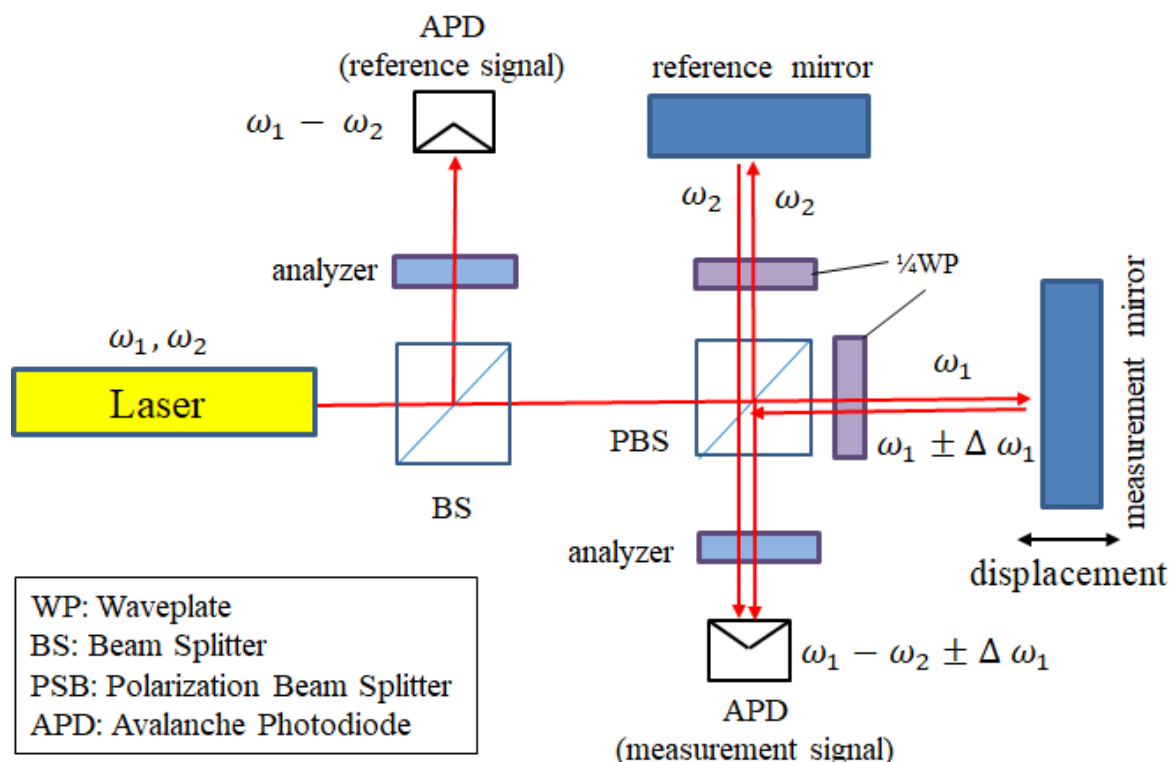 APD
(reference signal)
reference mirror
ω₁ − ω₂
ω₂
ω₂
analyzer
¼WP
measurement mirror
ω₁, ω₂
Laser
ω₁
PBS
ω₁ ± Δ ω₁
BS
analyzer
displacement
WP: Waveplate
BS: Beam Splitter
PSB: Polarization Beam Splitter
APD: Avalanche Photodiode
ω₁ − ω₂ ± Δ ω₁
APD
(measurement signal)